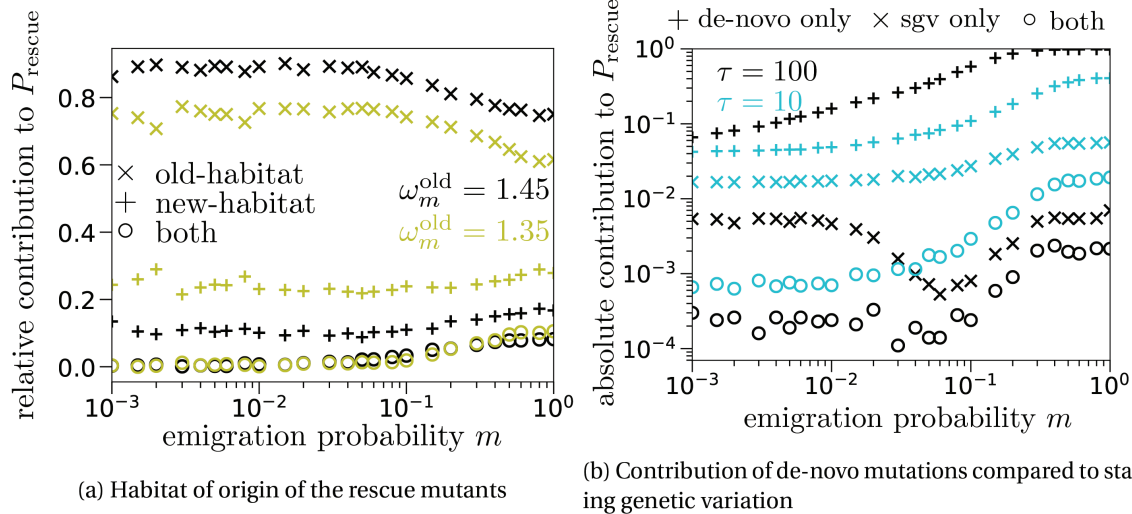 relative contribution to P_rescue
0.8
0.6
0.4
0.2
0.0
× old-habitat
+ new-habitat
○ both
ω_m^old = 1.45
ω_m^old = 1.35
10^−3 10^−2 10^−1 10^0
emigration probability m
(a) Habitat of origin of the rescue mutants
+ de-novo only × sgv only ○ both
absolute contribution to P_rescue
10^0
10^−1
10^−2
10^−3
10^−4
τ = 100
τ = 10
10^−3 10^−2 10^−1 10^0
emigration probability m
(b) Contribution of de-novo mutations compared to sta
ing genetic variation